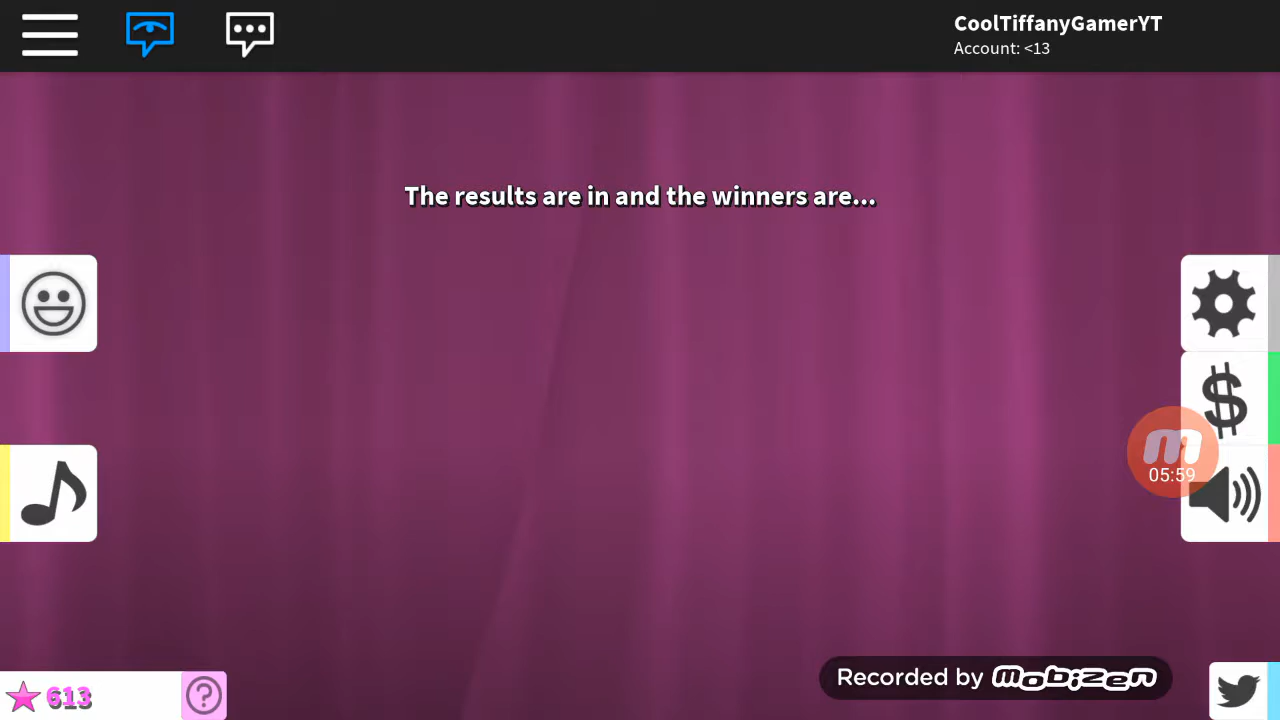 CoolTiffanyGamerYT
Account: <13
The results are in and the winners are...
05:59
613
Recorded by mobizen